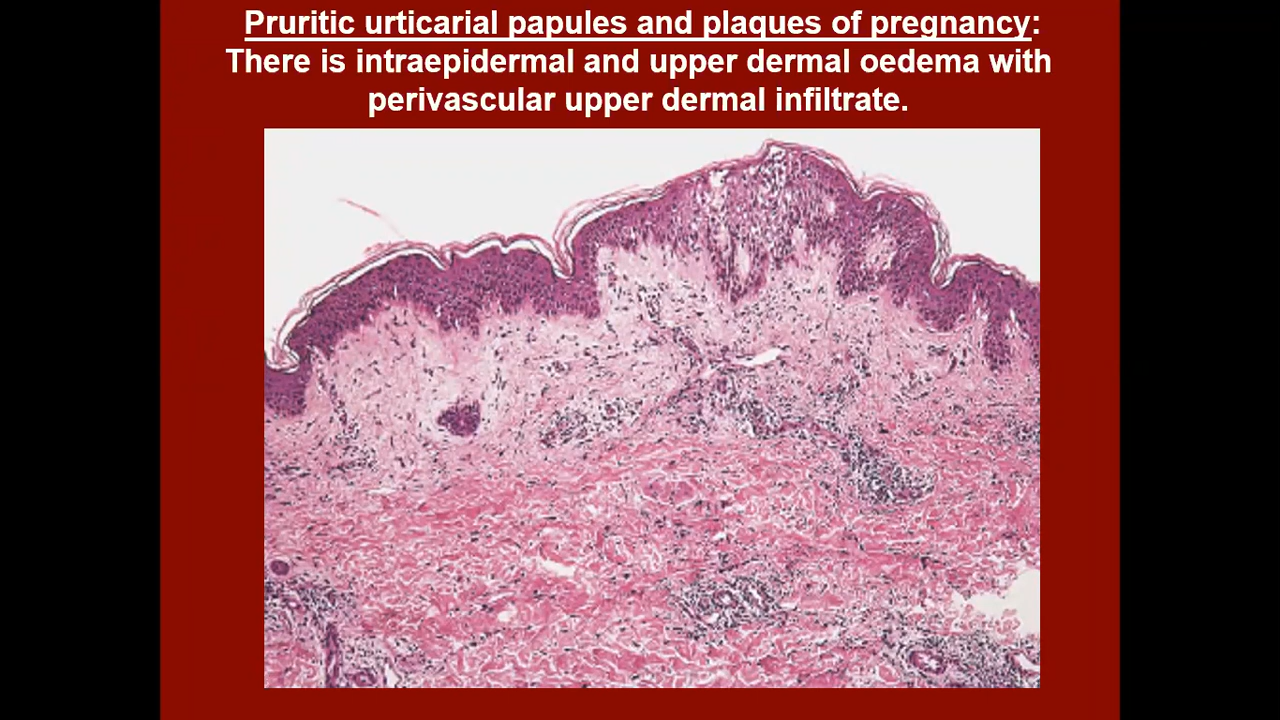 Pruritic urticarial papules and plaques of pregnancy:
There is intraepidermal and upper dermal oedema with
perivascular upper dermal infiltrate.